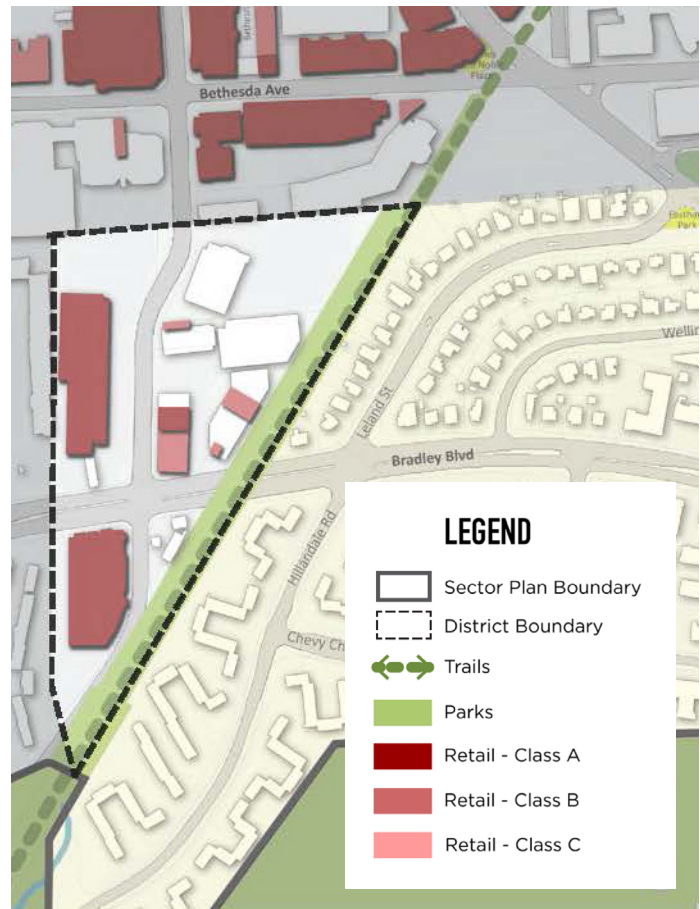 Bethesda Ave
Leland St
Bradley Blvd
Hillandale Rd
Park
LEGEND
Sector Plan Boundary
District Boundary
Trails
Parks
Retail - Class A
Retail - Class B
Retail - Class C